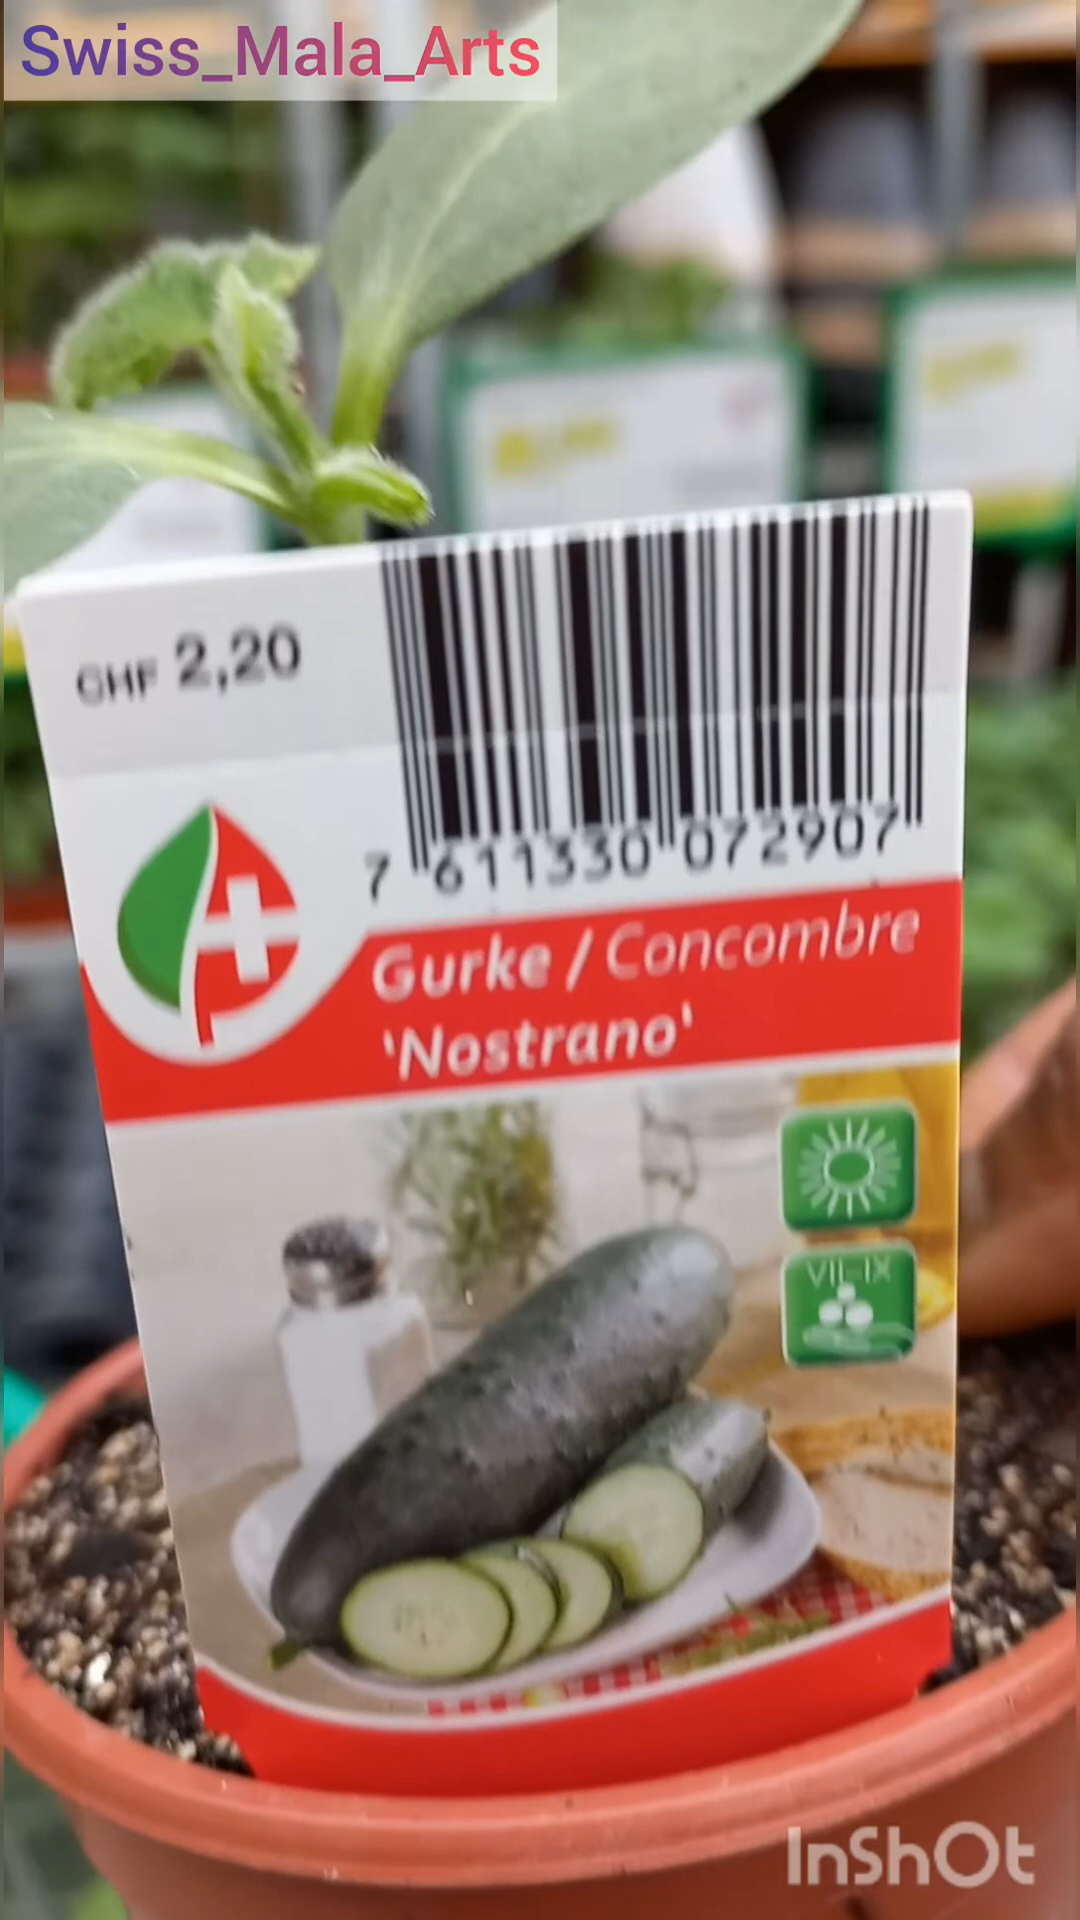 Swiss_Mala_Arts
CHF 2,20
7 611330 072907
Gurke / Concombre
'Nostrano'
VII-IX
InShOt